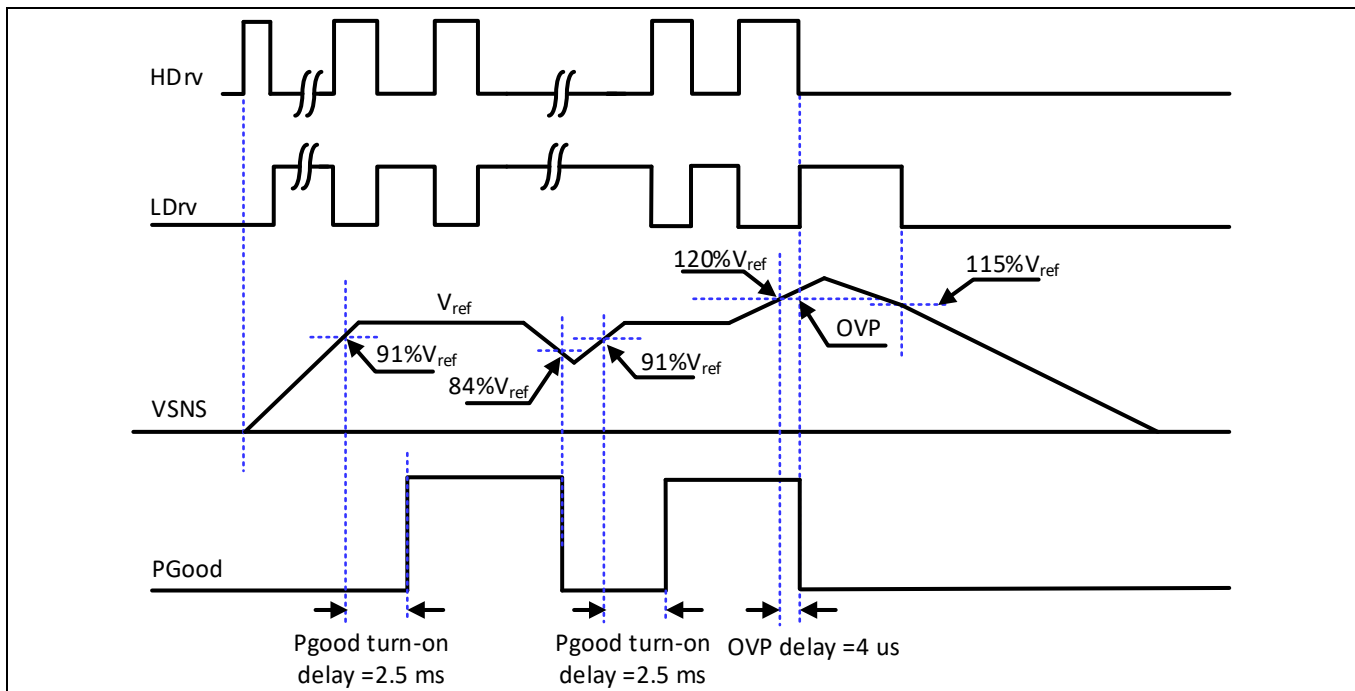 HDrv
LDrv
120%Vref
115%Vref
Vref
OVP
91%Vref
84%Vref
91%Vref
VSNS
PGood
Pgood turn-on
delay =2.5 ms
Pgood turn-on
delay =2.5 ms
OVP delay =4 us